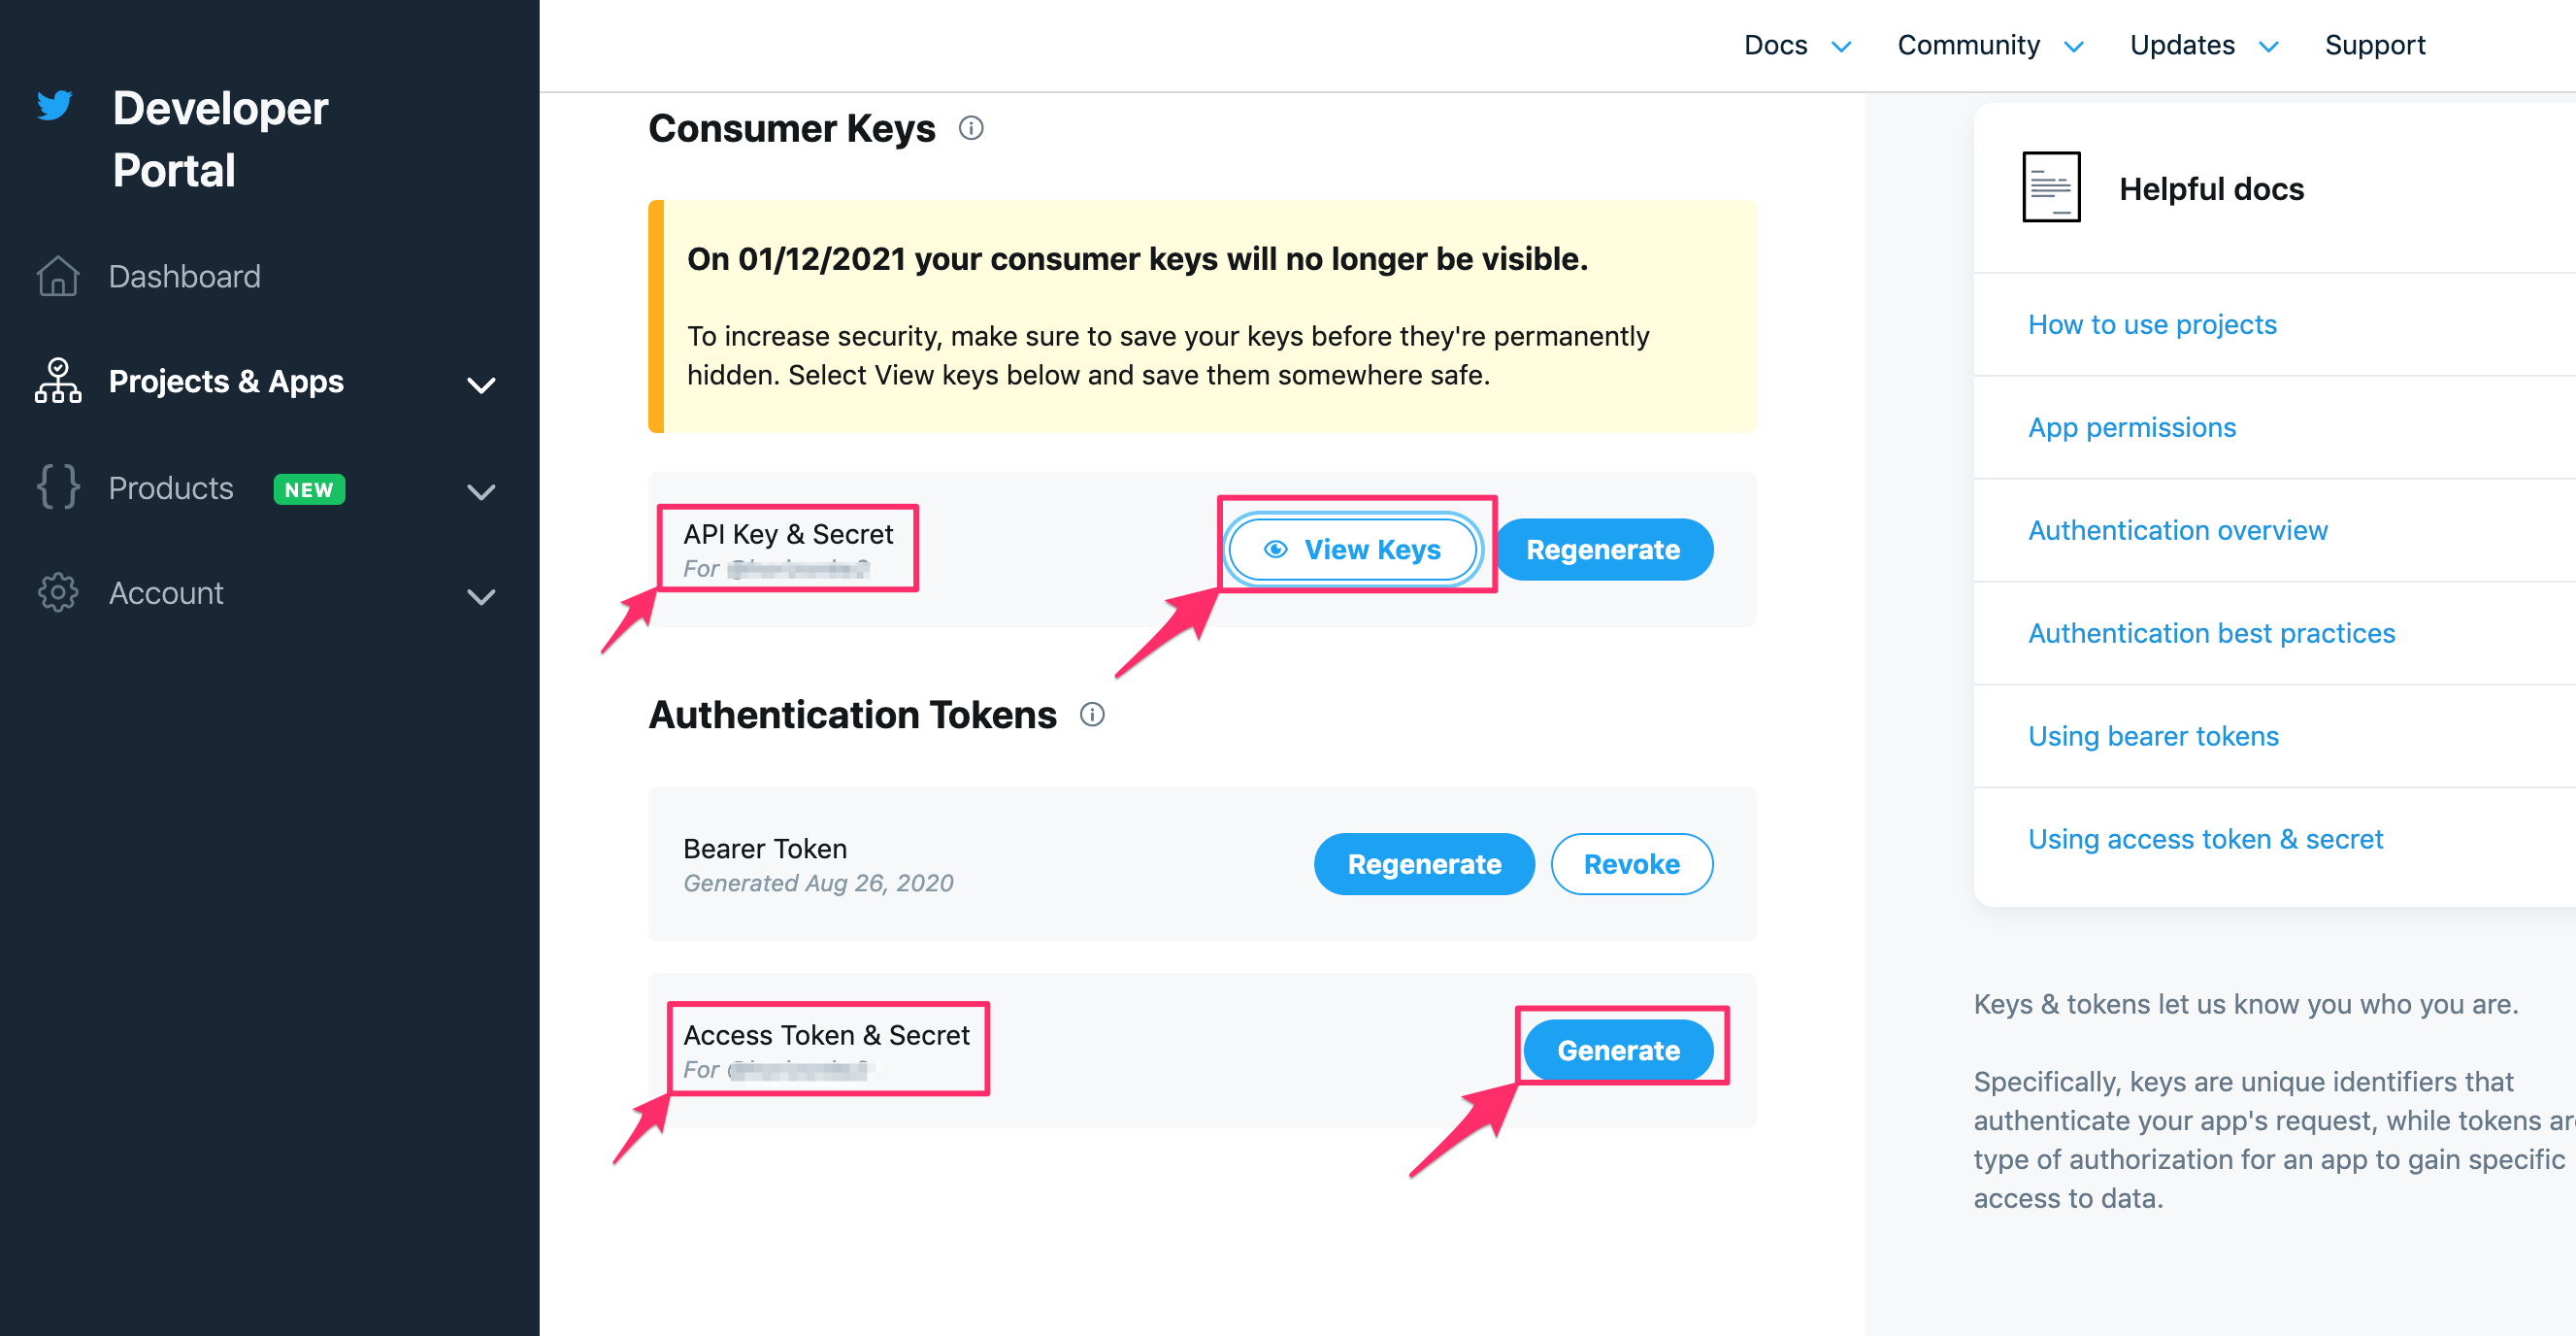 Developer
Portal
Dashboard
Projects & Apps
Products NEW
Account
Docs Community Updates Support
Consumer Keys
On 01/12/2021 your consumer keys will no longer be visible.
To increase security, make sure to save your keys before they're permanently
hidden. Select View keys below and save them somewhere safe.
API Key & Secret
For
View Keys
Regenerate
Authentication Tokens
Bearer Token
Generated Aug 26, 2020
Regenerate
Revoke
Access Token & Secret
For
Generate
Helpful docs
How to use projects
App permissions
Authentication overview
Authentication best practices
Using bearer tokens
Using access token & secret
Keys & tokens let us know you who you are.
Specifically, keys are unique identifiers that
authenticate your app's request, while tokens
type of authorization for an app to gain specific
access to data.